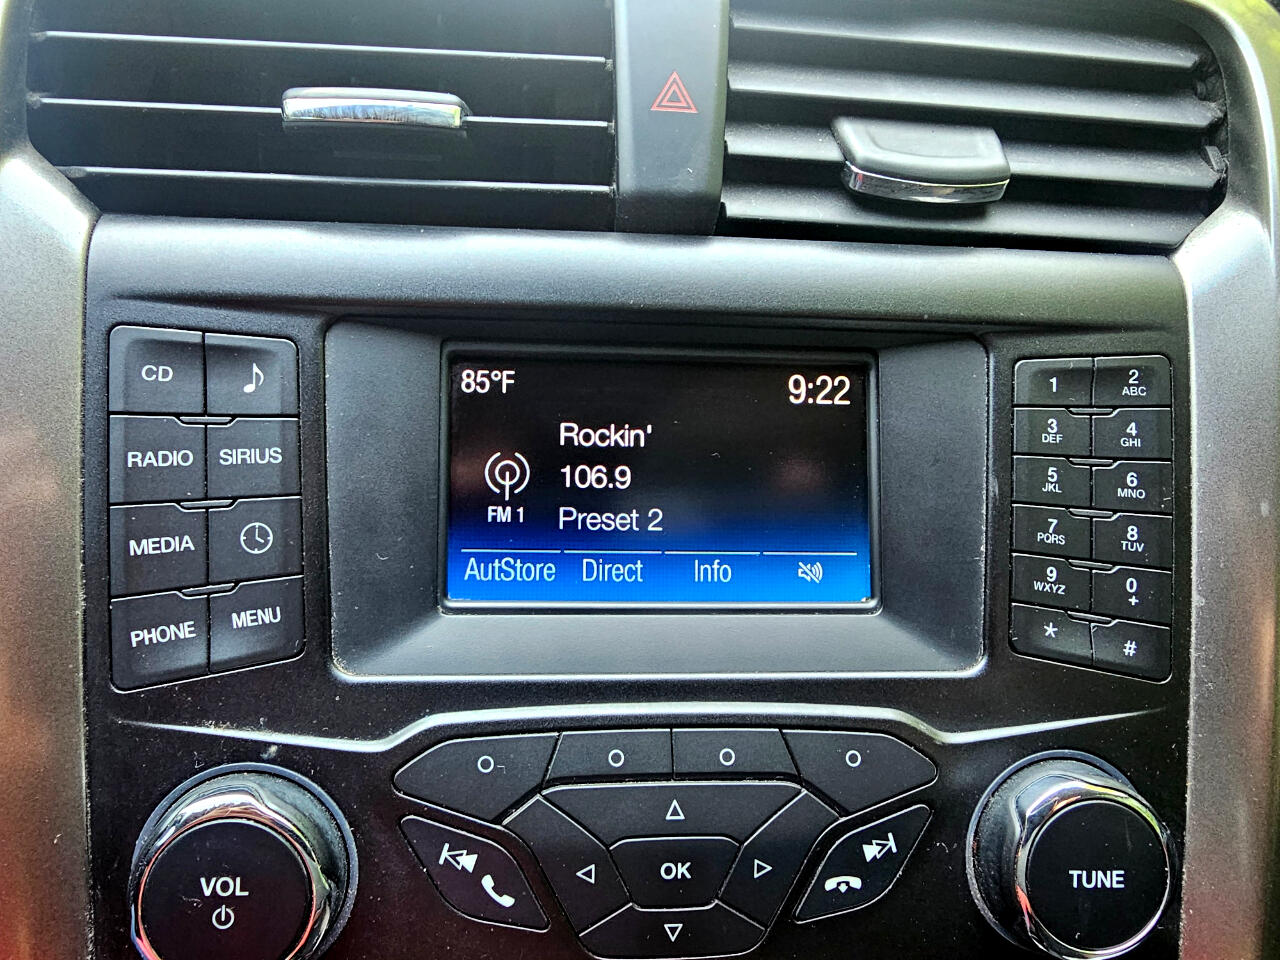 85°F
9:22
Rockin'
106.9
FM 1
Preset 2
AutStore Direct Info
CD
RADIO SIRIUS
MEDIA
PHONE MENU
1 2 ABC
3 DEF 4 GHI
5 JKL 6 MNO
7 PQRS 8 TUV
9 WXYZ 0 +
* #
OK
VOL
TUNE